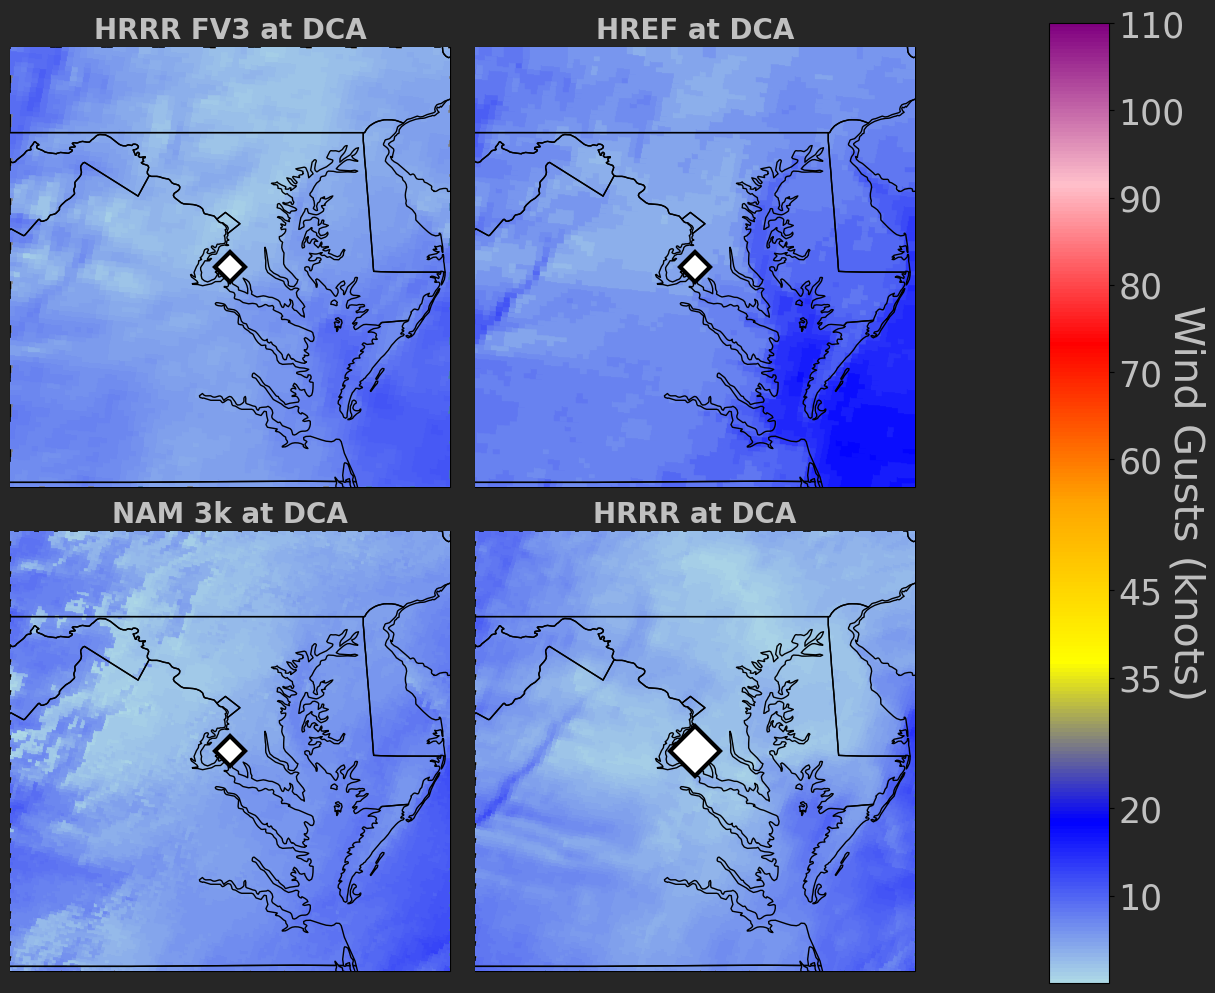 HRRR FV3 at DCA
HREF at DCA
NAM 3k at DCA
HRRR at DCA
110
100
90
80
70
60
45
35
20
10
Wind Gusts (knots)